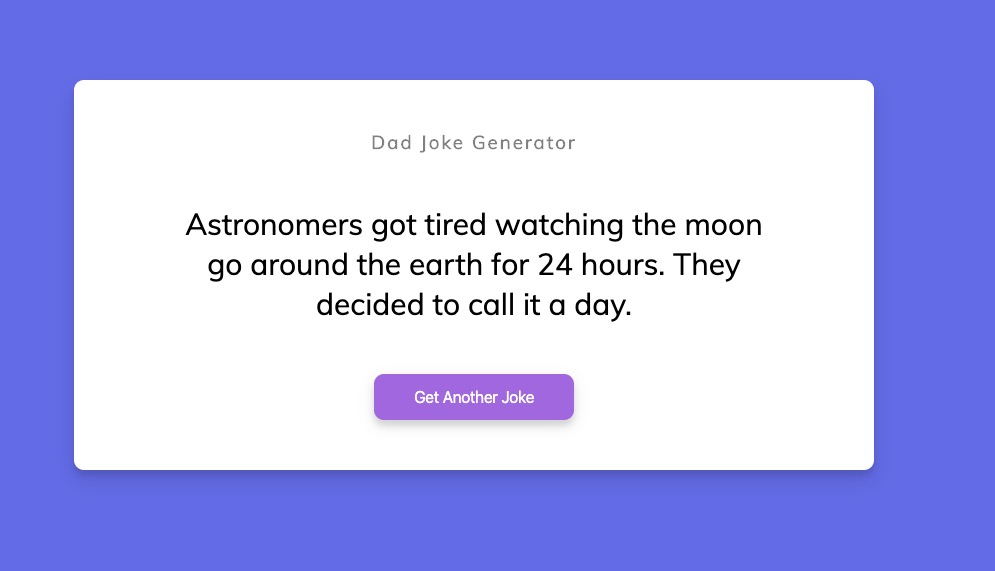 Dad Joke Generator
Astronomers got tired watching the moon
go around the earth for 24 hours. They
decided to call it a day.
Get Another Joke